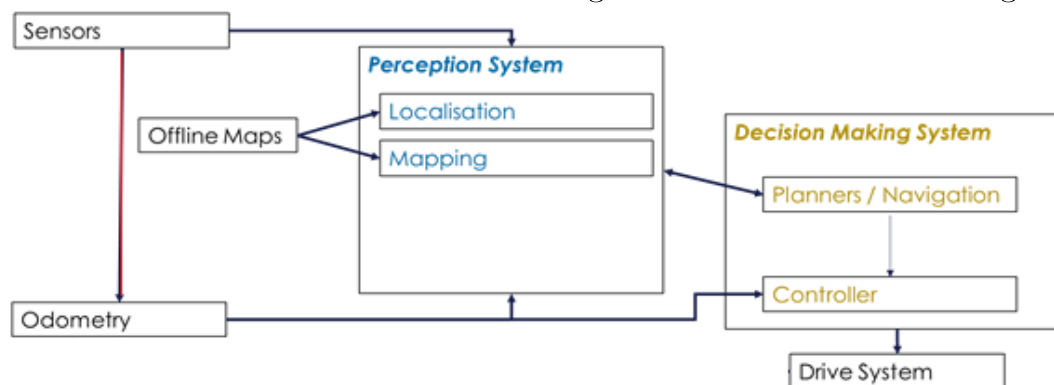 Sensors
Perception System
Localisation
Offline Maps
Mapping
Decision Making System
Planners / Navigation
Controller
Odometry
Drive System